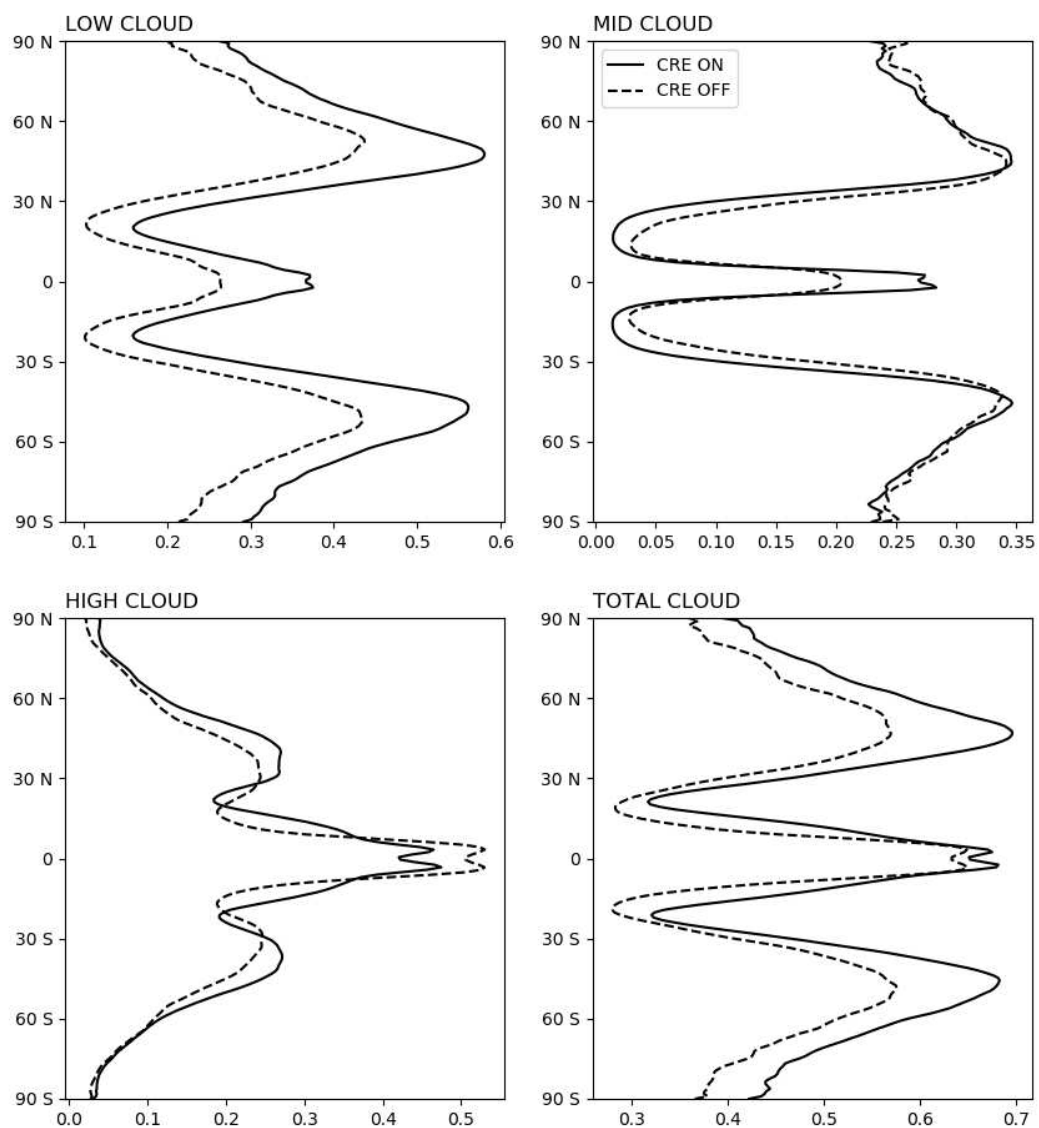 LOW CLOUD
90 N
60 N
30 N
0
30 S
60 S
90 S
0.1 0.2 0.3 0.4 0.5 0.6
MID CLOUD
CRE ON
CRE OFF
90 N
60 N
30 N
0
30 S
60 S
90 S
0.00 0.05 0.10 0.15 0.20 0.25 0.30 0.35
HIGH CLOUD
90 N
60 N
30 N
0
30 S
60 S
90 S
0.0 0.1 0.2 0.3 0.4 0.5
TOTAL CLOUD
90 N
60 N
30 N
0
30 S
60 S
90 S
0.3 0.4 0.5 0.6 0.7